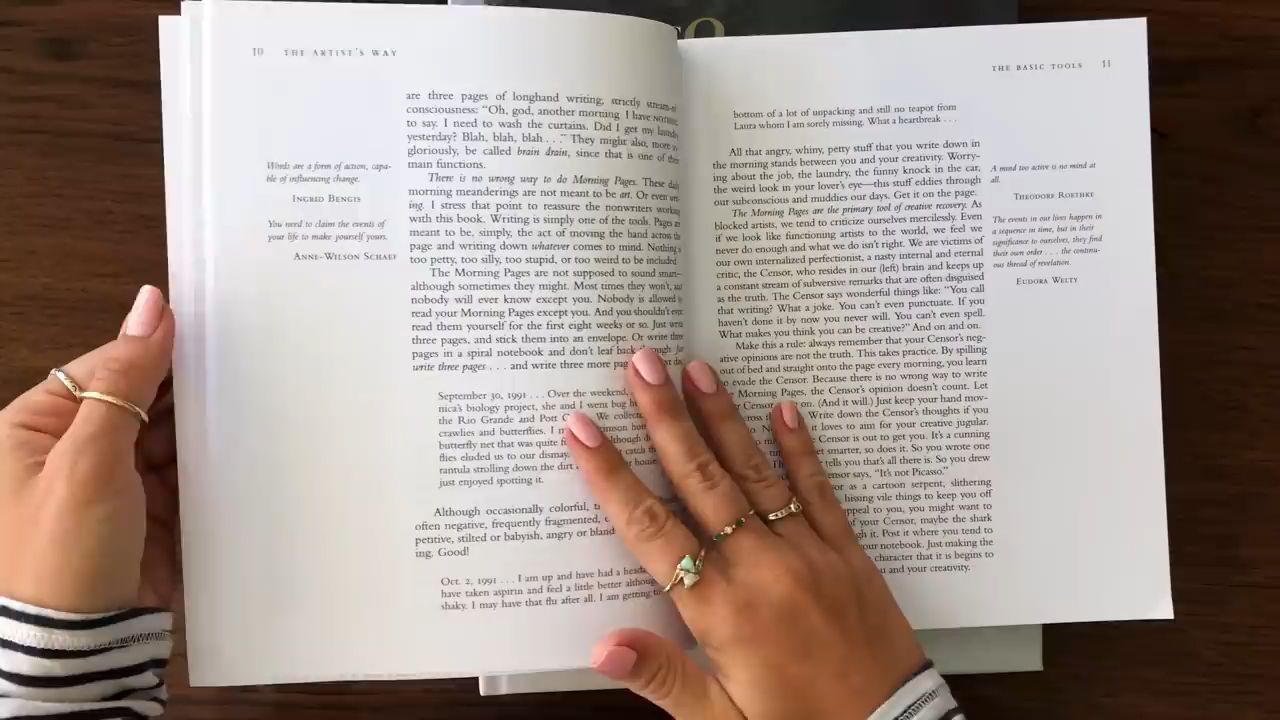 10 THE ARTIST'S WAY
are three pages of longhand writing, strictly
consciousness: "Oh, god, another morning. I have
to say. I need to wash the curtains. Did I get my
yesterday? Blah, blah, blah . . ." They might also, more
gloriously, be called brain drain, since that is one of
main functions.
There is no wrong way to do Morning Pages. These
morning meanderings are not meant to be art. Or even
ing. I stress that point to reassure the nonwriters working
with this book. Writing is simply one of the tools. Pages
meant to be, simply, the act of moving the hand across the
page and writing down whatever comes to mind. Nothing
too petty, too silly, too stupid, or too weird to be included
The Morning Pages are not supposed to sound
although sometimes they might. Most times they won't,
nobody will ever know except you. Nobody is allowed
read your Morning Pages except you. And you shouldn't
read them yourself for the first eight weeks or so. Just
three pages, and stick them into an envelope. Or write
pages in a spiral notebook and don't leaf back
write three pages . . . and write three more
September 30, 1991 . . . Over the weekend,
nica's biology project, she and I went bug
the Rio Grande and Pott We
crawlies and butterflies. I
butterfly net that was quite although
flies eluded us to our dismay. catch
rantula strolling down the dirt
just enjoyed spotting it.
Although occasionally colorful,
often negative, frequently fragmented,
petitive, stilted or babyish, angry or bland
ing. Good!
Oct. 2, 1991 . . . I am up and have had a
have taken aspirin and feel a little better
shaky. I may have that flu after all. I am getting
Words are a form of action, capa-
ble of influencing change.
INGRID BENGIS
You need to claim the events of
your life to make yourself yours.
ANNE-WILSON SCHAEF
THE BASIC TOOLS 11
bottom of a lot of unpacking and still no teapot from
Laura whom I am sorely missing. What a heartbreak . . .
All that angry, whiny, petty stuff that you write down in
the morning stands between you and your creativity. Worry-
ing about the job, the laundry, the funny knock in the car,
the weird look in your lover's eye—this stuff eddies through
our subconscious and muddies our days. Get it on the page.
The Morning Pages are the primary tool of creative recovery. As
blocked artists, we tend to criticize ourselves mercilessly. Even
if we look like functioning artists to the world, we feel we
never do enough and what we do isn't right. We are victims of
our own internalized perfectionist, a nasty internal and eternal
critic, the Censor, who resides in our (left) brain and keeps up
a constant stream of subversive remarks that are often disguised
as the truth. The Censor says wonderful things like: "You call
that writing? What a joke. You can't even punctuate. If you
haven't done it by now you never will. You can't even spell.
What makes you think you can be creative?" And on and on.
Make this a rule: always remember that your Censor's neg-
ative opinions are not the truth. This takes practice. By spilling
out of bed and straight onto the page every morning, you learn
to evade the Censor. Because there is no wrong way to write
Morning Pages, the Censor's opinion doesn't count. Let
Censor on. (And it will.) Just keep your hand mov-
Write down the Censor's thoughts if you
it loves to aim for your creative jugular.
Censor is out to get you. It's a cunning
smarter, so does it. So you wrote one
tells you that's all there is. So you drew
says, "It's not Picasso."
as a cartoon serpent, slithering
hissing vile things to keep you off
appeal to you, you might want to
of your Censor, maybe the shark
it. Post it where you tend to
your notebook. Just making the
character that it is begins to
and your creativity.
A mind too active is no mind at
all.
THEODORE ROETHKE
The events in our lives happen in
a sequence in time, but in their
significance to ourselves, they find
their own order . . . the continu-
ous thread of revelation.
EUDORA WELTY